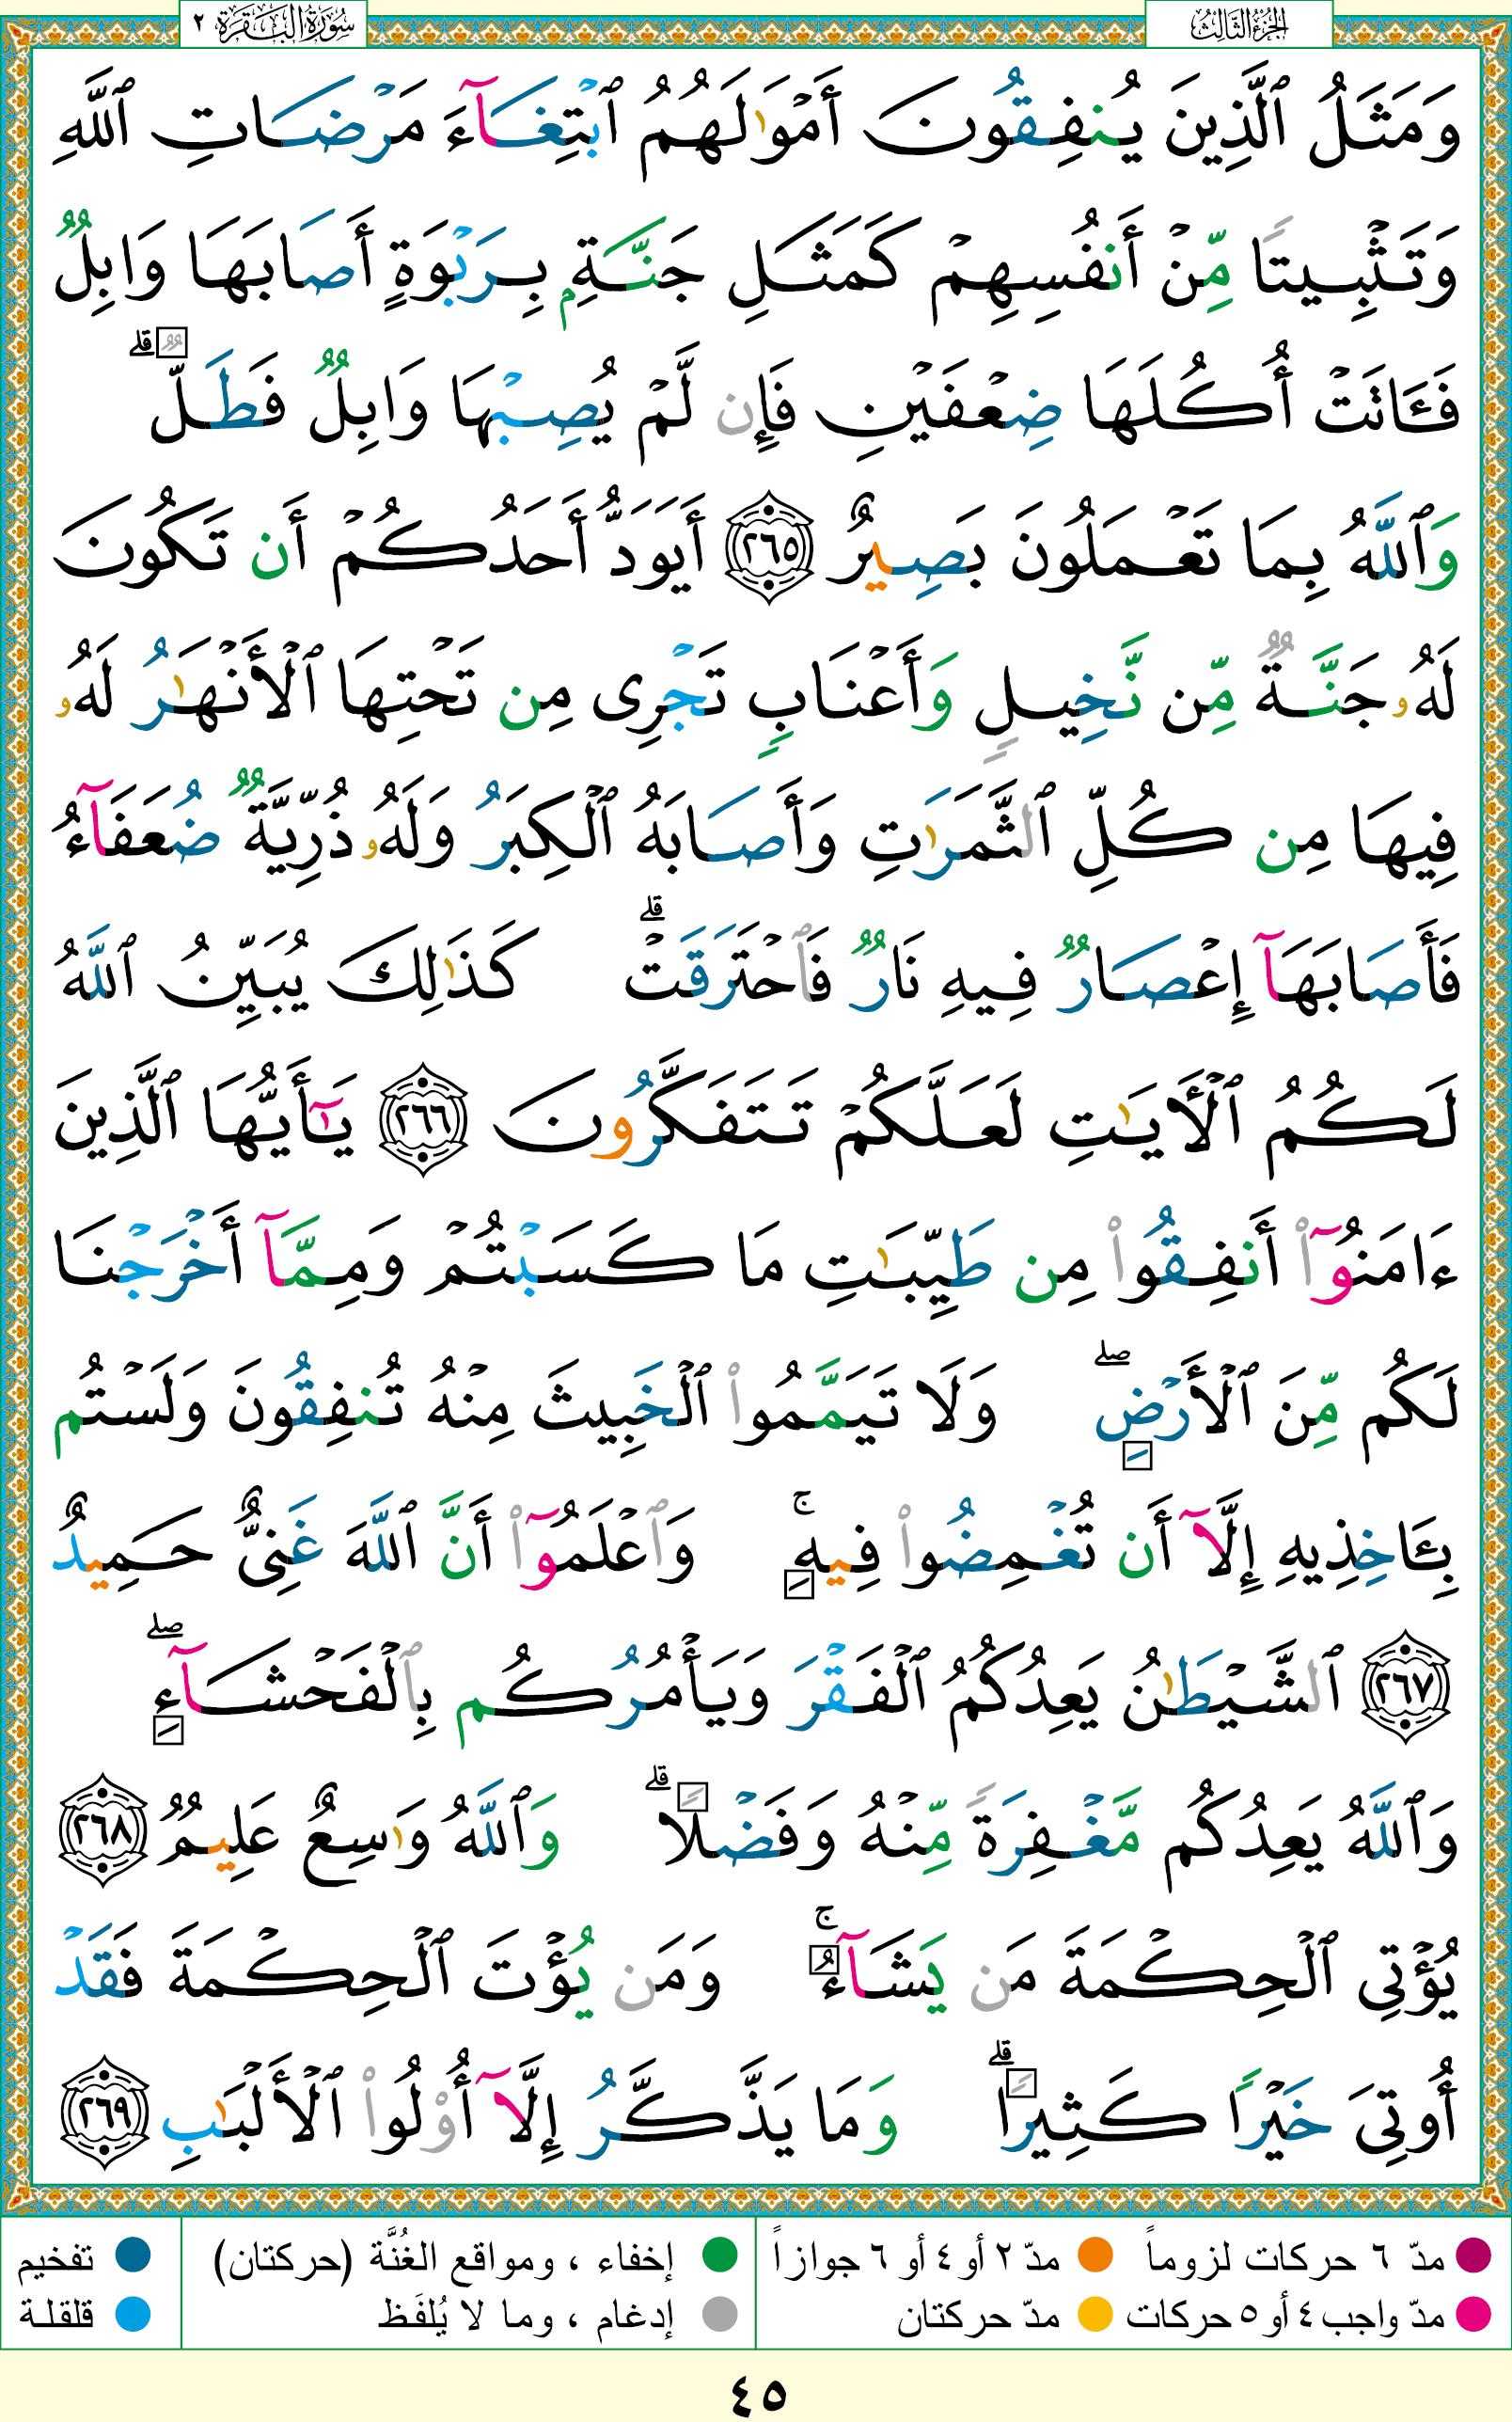 الجزء الثالث
سورة البقرة ٢
وَمَثَلُ ٱلَّذِينَ يُنفِقُونَ أَمْوَٰلَهُمُ ٱبْتِغَآءَ مَرْضَاتِ ٱللَّهِ
وَتَثْبِيتًا مِّنْ أَنفُسِهِمْ كَمَثَلِ جَنَّةِۭ بِرَبْوَةٍ أَصَابَهَا وَابِلٌ
فَـَٔاتَتْ أُكُلَهَا ضِعْفَيْنِ فَإِن لَّمْ يُصِبْهَا وَابِلٌ فَطَلٌّ ۗ
وَٱللَّهُ بِمَا تَعْمَلُونَ بَصِيرٌ ٢٦٥ أَيَوَدُّ أَحَدُكُمْ أَن تَكُونَ
لَهُۥ جَنَّةٌ مِّن نَّخِيلٍ وَأَعْنَابٍ تَجْرِى مِن تَحْتِهَا ٱلْأَنْهَٰرُ لَهُۥ
فِيهَا مِن كُلِّ ٱلثَّمَرَٰتِ وَأَصَابَهُ ٱلْكِبَرُ وَلَهُۥ ذُرِّيَّةٌ ضُعَفَآءُ
فَأَصَابَهَآ إِعْصَارٌ فِيهِ نَارٌ فَٱحْتَرَقَتْ ۗ كَذَٰلِكَ يُبَيِّنُ ٱللَّهُ
لَكُمُ ٱلْـَٔايَٰتِ لَعَلَّكُمْ تَتَفَكَّرُونَ ٢٦٦ يَٰٓأَيُّهَا ٱلَّذِينَ
ءَامَنُوٓا۟ أَنفِقُوا۟ مِن طَيِّبَٰتِ مَا كَسَبْتُمْ وَمِمَّآ أَخْرَجْنَا
لَكُم مِّنَ ٱلْأَرْضِ ۖ وَلَا تَيَمَّمُوا۟ ٱلْخَبِيثَ مِنْهُ تُنفِقُونَ وَلَسْتُم
بِـَٔاخِذِيهِ إِلَّآ أَن تُغْمِضُوا۟ فِيهِ ۚ وَٱعْلَمُوٓا۟ أَنَّ ٱللَّهَ غَنِىٌّ حَمِيدٌ
٢٦٧ ٱلشَّيْطَٰنُ يَعِدُكُمُ ٱلْفَقْرَ وَيَأْمُرُكُم بِٱلْفَحْشَآءِ ۖ
وَٱللَّهُ يَعِدُكُم مَّغْفِرَةً مِّنْهُ وَفَضْلًا ۗ وَٱللَّهُ وَٰسِعٌ عَلِيمٌ ٢٦٨
يُؤْتِى ٱلْحِكْمَةَ مَن يَشَآءُ ۚ وَمَن يُؤْتَ ٱلْحِكْمَةَ فَقَدْ
أُوتِىَ خَيْرًا كَثِيرًا ۗ وَمَا يَذَّكَّرُ إِلَّآ أُو۟لُوا۟ ٱلْأَلْبَٰبِ ٢٦٩
مدّ ٦ حركات لزوماً مدّ ٢ أو ٤ أو ٦ جوازاً إخفاء ، ومواقع الغُنَّة (حركتان) تفخيم
مدّ واجب ٤ أو ٥ حركات مدّ حركتان إدغام ، وما لا يُلفَظ قلقلة
٤٥